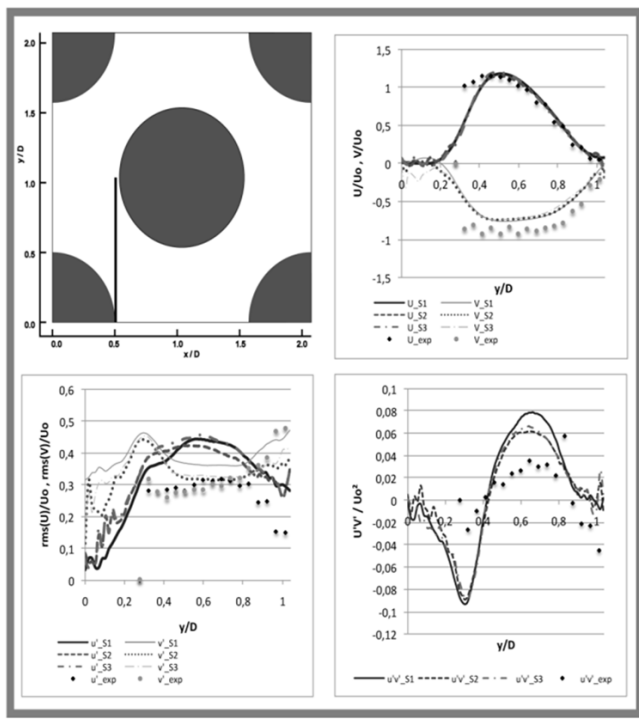 2.0
1.5
1.0
0.5
0.0
y / D
0.0 0.5 1.0 1.5 2.0
x / D
1,5
1
0,5
0
-0,5
-1
-1,5
U/Uo , V/Uo
0 0,2 0,4 0,6 0,8 1
y/D
U_S1 V_S1
U_S2 V_S2
U_S3 V_S3
U_exp V_exp
0,6
0,5
0,4
0,3
0,2
0,1
0
rms(U)/Uo , rms(V)/Uo
0 0,2 0,4 0,6 0,8 1
y/D
u'_S1 v'_S1
u'_S2 v'_S2
u'_S3 v'_S3
u'_exp v'_exp
0,1
0,08
0,06
0,04
0,02
0
-0,02
-0,04
-0,06
-0,08
-0,1
-0,12
U'V' / Uo²
0 0,2 0,4 0,6 0,8 1
y/D
u'v'_S1 u'v'_S2 u'v'_S3 u'v'_exp